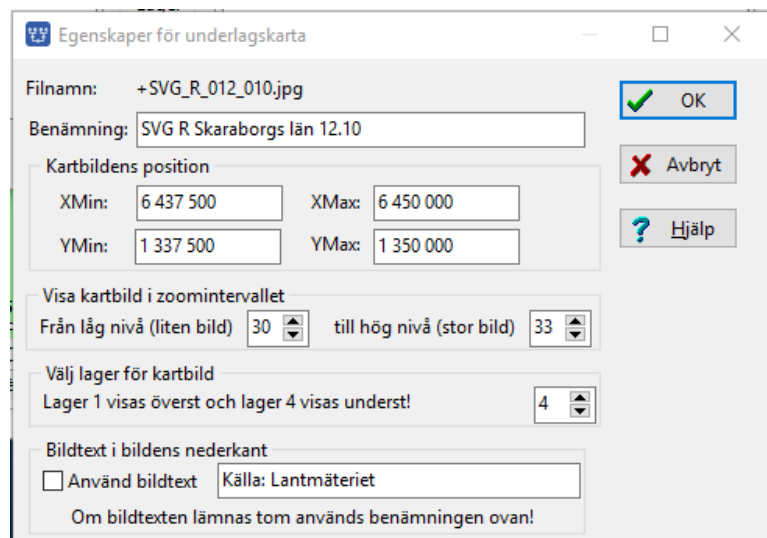 Egenskaper för underlagskarta
Filnamn: +SVG_R_012_010.jpg
OK
Benämning: SVG R Skaraborgs län 12.10
Avbryt
Kartbildens position
XMin: 6 437 500 XMax: 6 450 000
Hjälp
YMin: 1 337 500 YMax: 1 350 000
Visa kartbild i zoomintervallet
Från låg nivå (liten bild) 30 till hög nivå (stor bild) 33
Välj lager för kartbild
Lager 1 visas överst och lager 4 visas underst! 4
Bildtext i bildens nederkant
Använd bildtext Källa: Lantmäteriet
Om bildtexten lämnas tom används benämningen ovan!